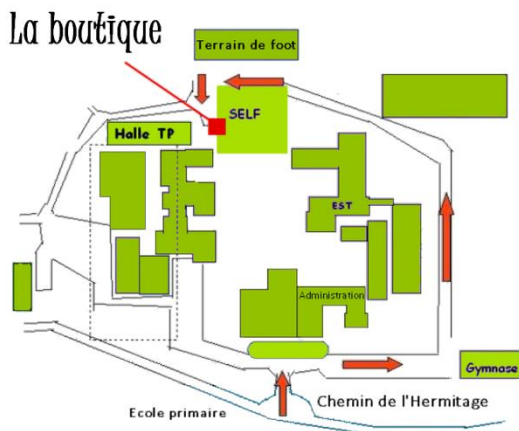 La boutique
Terrain de foot
SELF
Halle TP
EST
Administration
Gymnase
Chemin de l'Hermitage
Ecole primaire